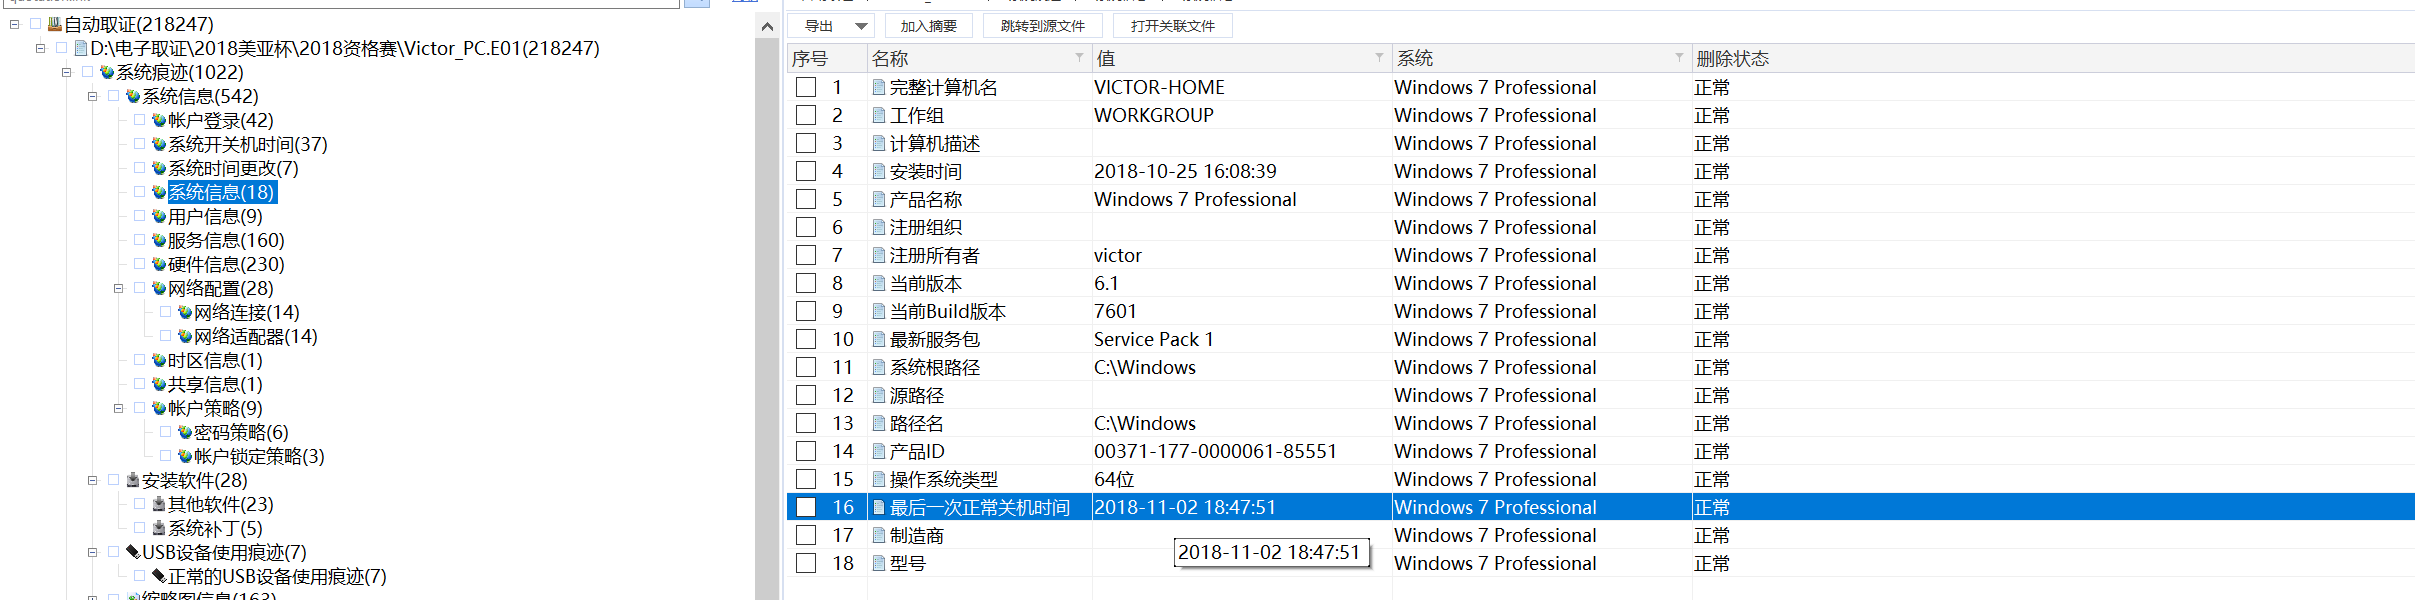 自动取证(218247)
D:\电子取证\2018美亚杯\2018资格赛\Victor_PC.E01(218247)
系统痕迹(1022)
系统信息(542)
帐户登录(42)
系统开关机时间(37)
系统时间更改(7)
系统信息(18)
用户信息(9)
服务信息(160)
硬件信息(230)
网络配置(28)
网络连接(14)
网络适配器(14)
时区信息(1)
共享信息(1)
帐户策略(9)
密码策略(6)
帐户锁定策略(3)
安装软件(28)
其他软件(23)
系统补丁(5)
USB设备使用痕迹(7)
正常的USB设备使用痕迹(7)
缩略图信息(163)
导出 加入摘要 跳转到源文件 打开关联文件
序号 名称 值 系统 删除状态
1 完整计算机名 VICTOR-HOME Windows 7 Professional 正常
2 工作组 WORKGROUP Windows 7 Professional 正常
3 计算机描述 Windows 7 Professional 正常
4 安装时间 2018-10-25 16:08:39 Windows 7 Professional 正常
5 产品名称 Windows 7 Professional Windows 7 Professional 正常
6 注册组织 Windows 7 Professional 正常
7 注册所有者 victor Windows 7 Professional 正常
8 当前版本 6.1 Windows 7 Professional 正常
9 当前Build版本 7601 Windows 7 Professional 正常
10 最新服务包 Service Pack 1 Windows 7 Professional 正常
11 系统根路径 C:\Windows Windows 7 Professional 正常
12 源路径 Windows 7 Professional 正常
13 路径名 C:\Windows Windows 7 Professional 正常
14 产品ID 00371-177-0000061-85551 Windows 7 Professional 正常
15 操作系统类型 64位 Windows 7 Professional 正常
16 最后一次正常关机时间 2018-11-02 18:47:51 Windows 7 Professional 正常
17 制造商 Windows 7 Professional 正常
2018-11-02 18:47:51
18 型号 Windows 7 Professional 正常